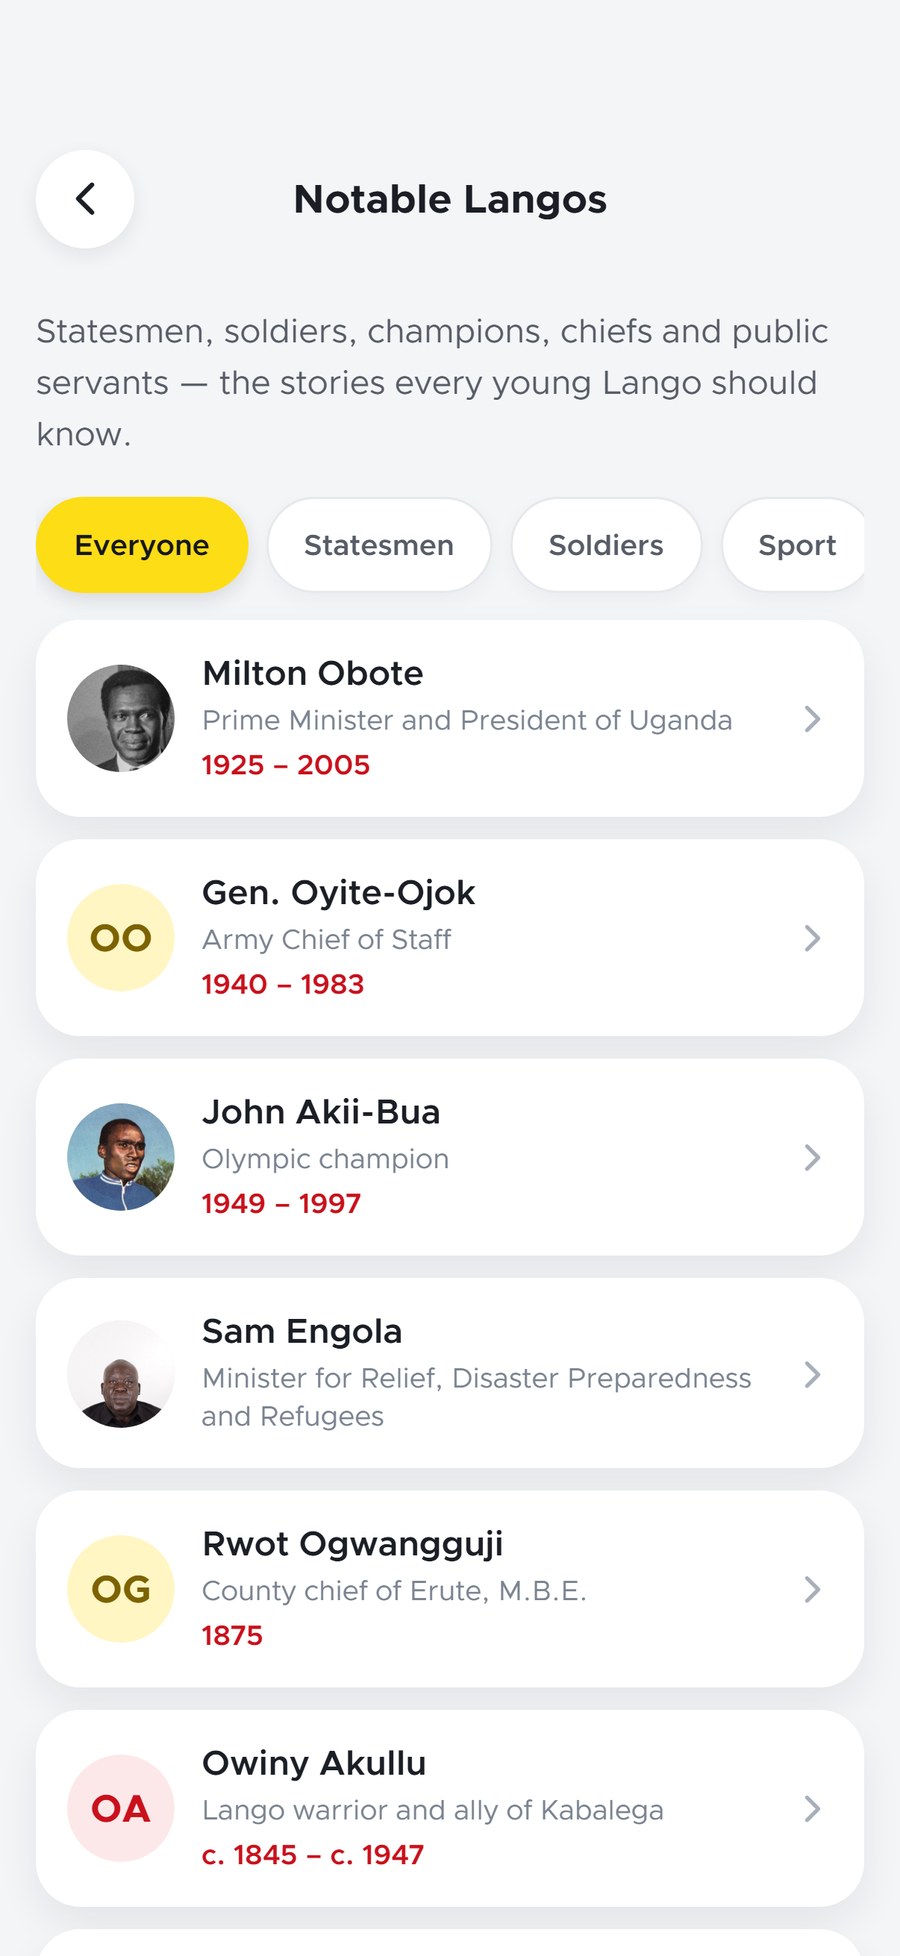 Notable Langos
Statesmen, soldiers, champions, chiefs and public
servants — the stories every young Lango should
know.
Everyone
Statesmen
Soldiers
Sport
Milton Obote
Prime Minister and President of Uganda
1925 – 2005
OO
Gen. Oyite-Ojok
Army Chief of Staff
1940 – 1983
John Akii-Bua
Olympic champion
1949 – 1997
Sam Engola
Minister for Relief, Disaster Preparedness
and Refugees
OG
Rwot Ogwangguji
County chief of Erute, M.B.E.
1875
OA
Owiny Akullu
Lango warrior and ally of Kabalega
c. 1845 – c. 1947